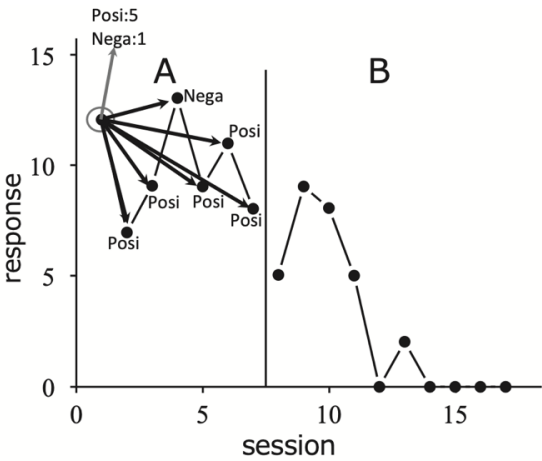 Posi:5
Nega:1
15
A
B
Nega
Posi
10
Posi
Posi
Posi
Posi
response
5
0
0
5
10
15
session